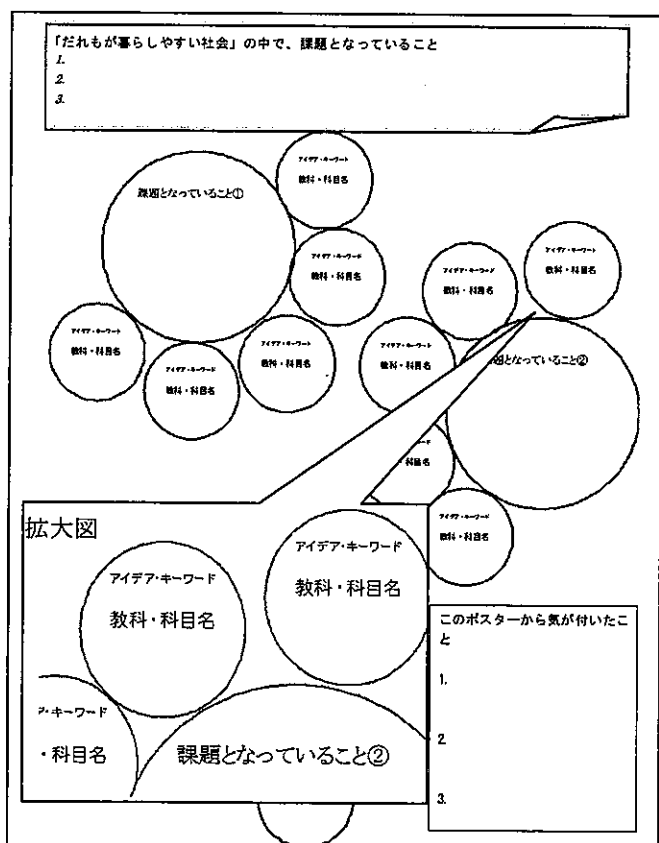 「だれもが暮らしやすい社会」の中で、課題となっていること
1.
2.
3.
課題となっていること①
アイデア・キーワード
教科・科目名
アイデア・キーワード
教科・科目名
アイデア・キーワード
教科・科目名
アイデア・キーワード
教科・科目名
アイデア・キーワード
教科・科目名
アイデア・キーワード
教科・科目名
アイデア・キーワード
教科・科目名
アイデア・キーワード
教科・科目名
題となっていること②
ワード
科目名
アイデア・キーワード
教科・科目名
拡大図
アイデア・キーワード
教科・科目名
アイデア・キーワード
教科・科目名
ア・キーワード
・科目名
課題となっていること②
このポスターから気が付いたこ
と
1.
2.
3.